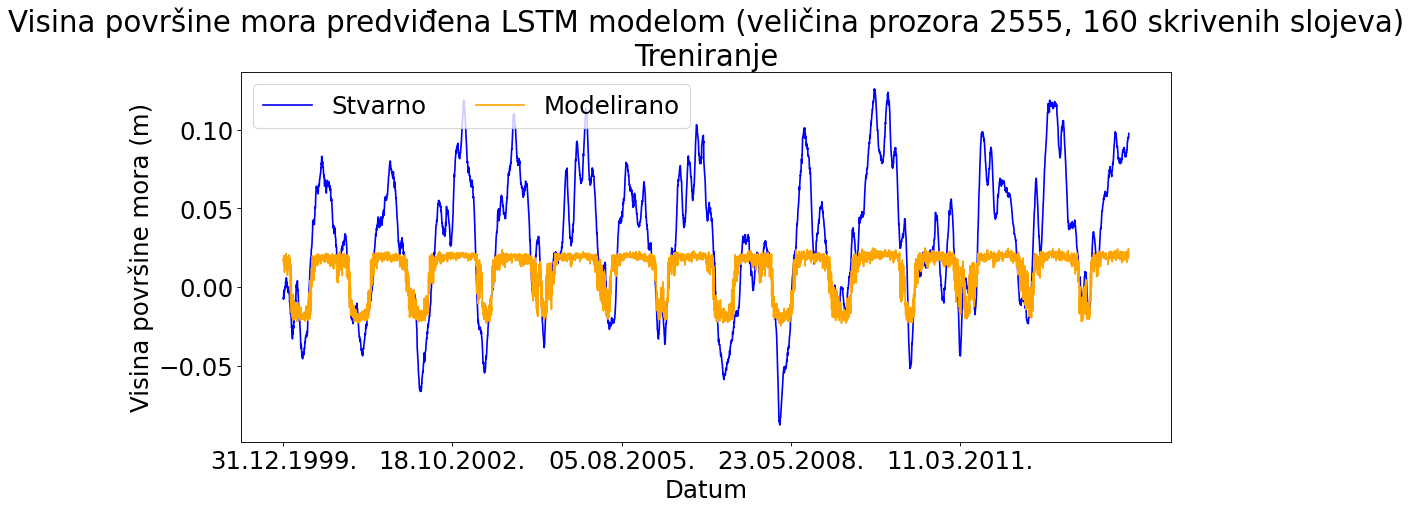 Visina površine mora predviđena LSTM modelom (veličina prozora 2555, 160 skrivenih slojeva)
Treniranje
Stvarno
Modelirano
Visina površine mora (m)
0.10
0.05
0.00
−0.05
31.12.1999.
18.10.2002.
05.08.2005.
23.05.2008.
11.03.2011.
Datum